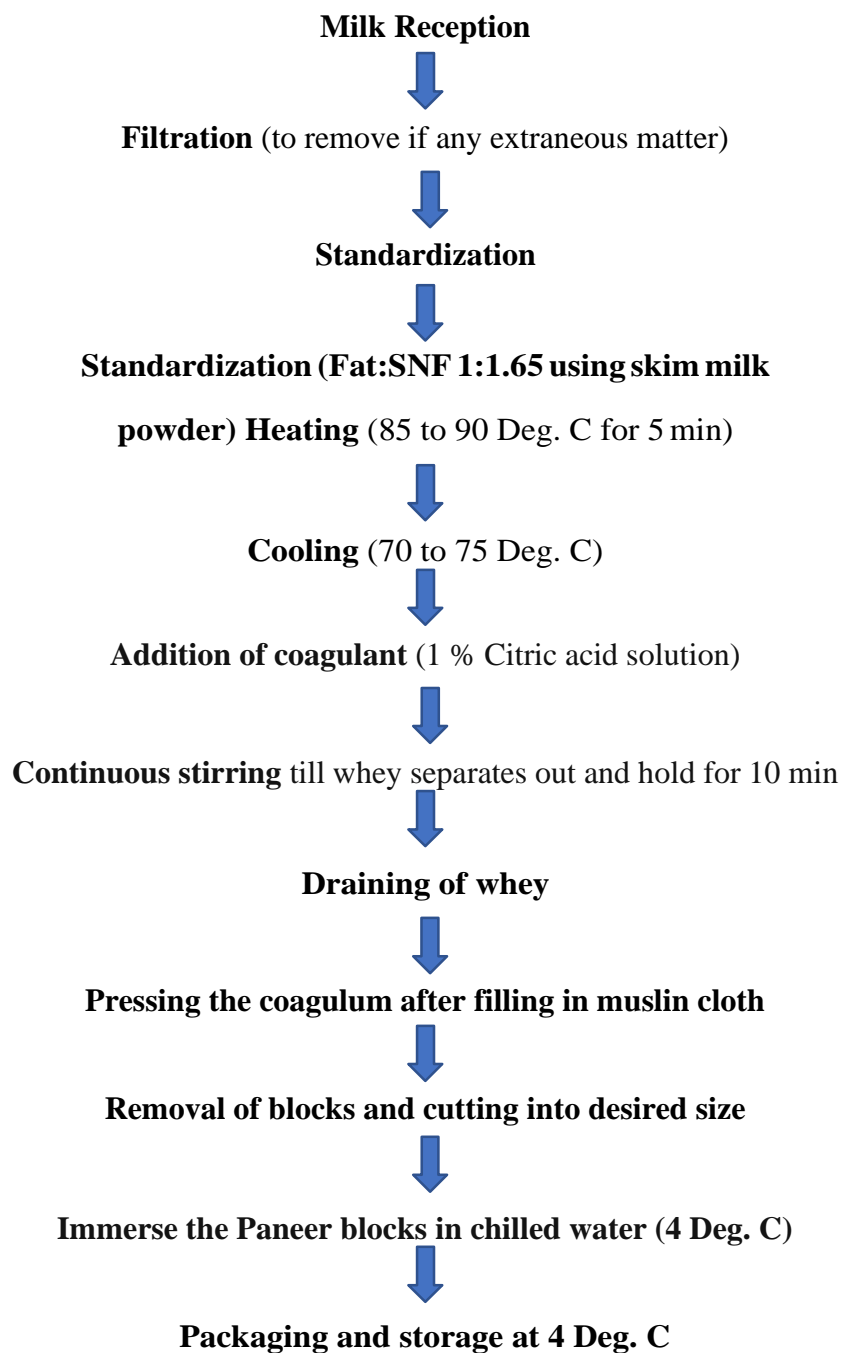 Milk Reception
Filtration (to remove if any extraneous matter)
Standardization
Standardization (Fat:SNF 1:1.65 using skim milk
powder) Heating (85 to 90 Deg. C for 5 min)
Cooling (70 to 75 Deg. C)
Addition of coagulant (1 % Citric acid solution)
Continuous stirring till whey separates out and hold for 10 min
Draining of whey
Pressing the coagulum after filling in muslin cloth
Removal of blocks and cutting into desired size
Immerse the Paneer blocks in chilled water (4 Deg. C)
Packaging and storage at 4 Deg. C